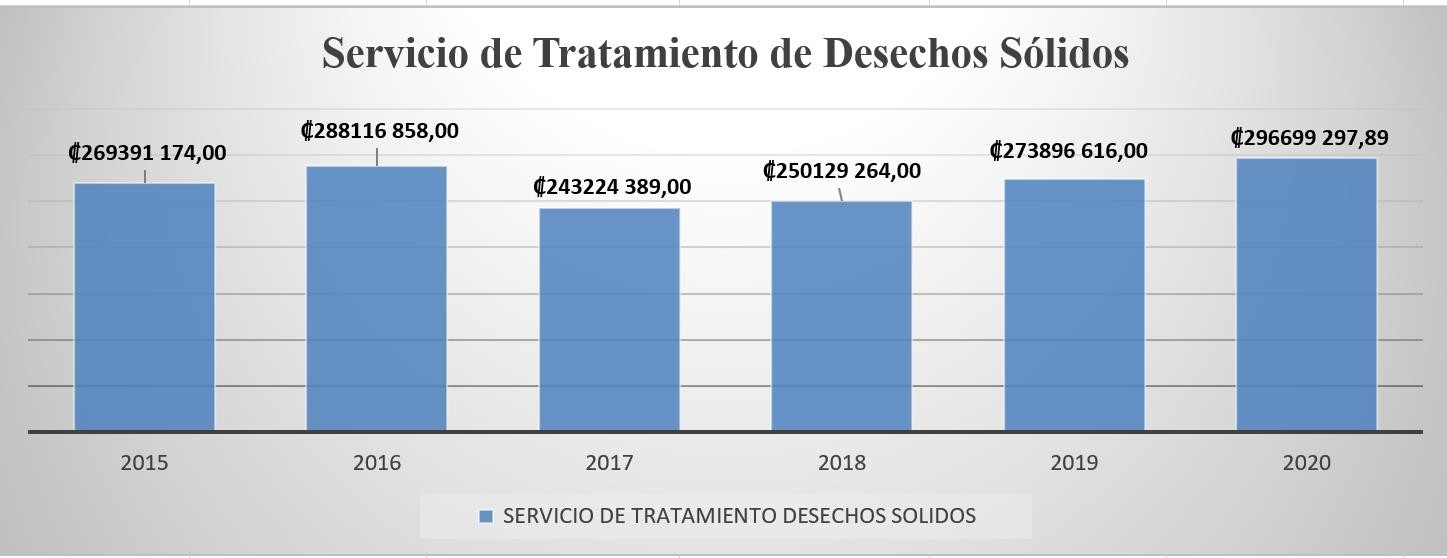 Servicio de Tratamiento de Desechos Sólidos
₡269391 174,00
₡288116 858,00
₡243224 389,00
₡250129 264,00
₡273896 616,00
₡296699 297,89
2015 2016 2017 2018 2019 2020
SERVICIO DE TRATAMIENTO DESECHOS SOLIDOS